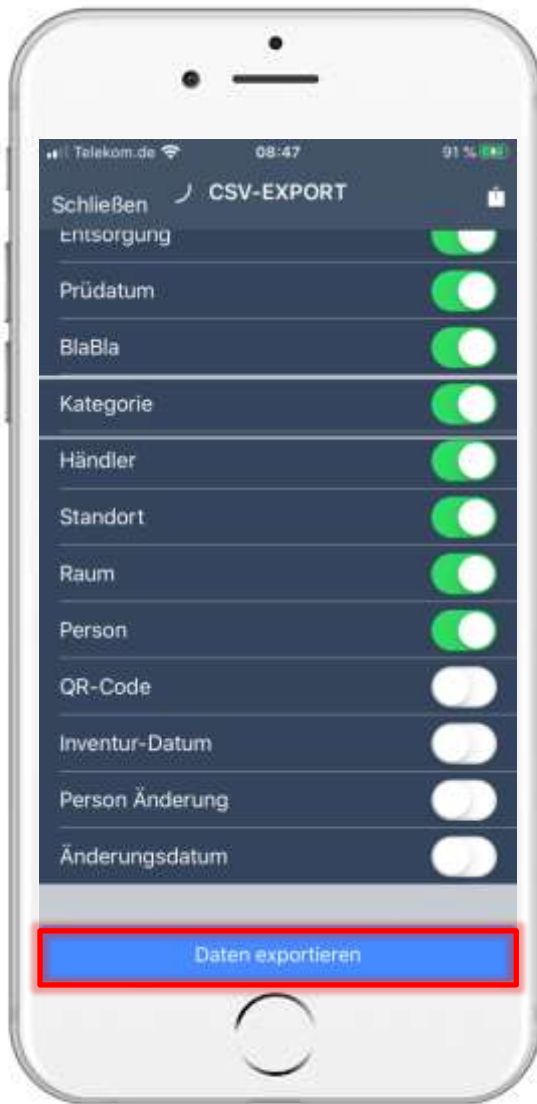 Telekom.de 08:47 91 %
Schließen CSV-EXPORT
Entsorgung
Prüdatum
BlaBla
Kategorie
Händler
Standort
Raum
Person
QR-Code
Inventur-Datum
Person Änderung
Änderungsdatum
Daten exportieren